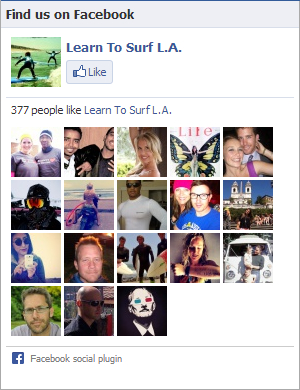 Find us on Facebook
Learn To Surf L.A.
Like
377 people like Learn To Surf L.A.
Life
Facebook social plugin